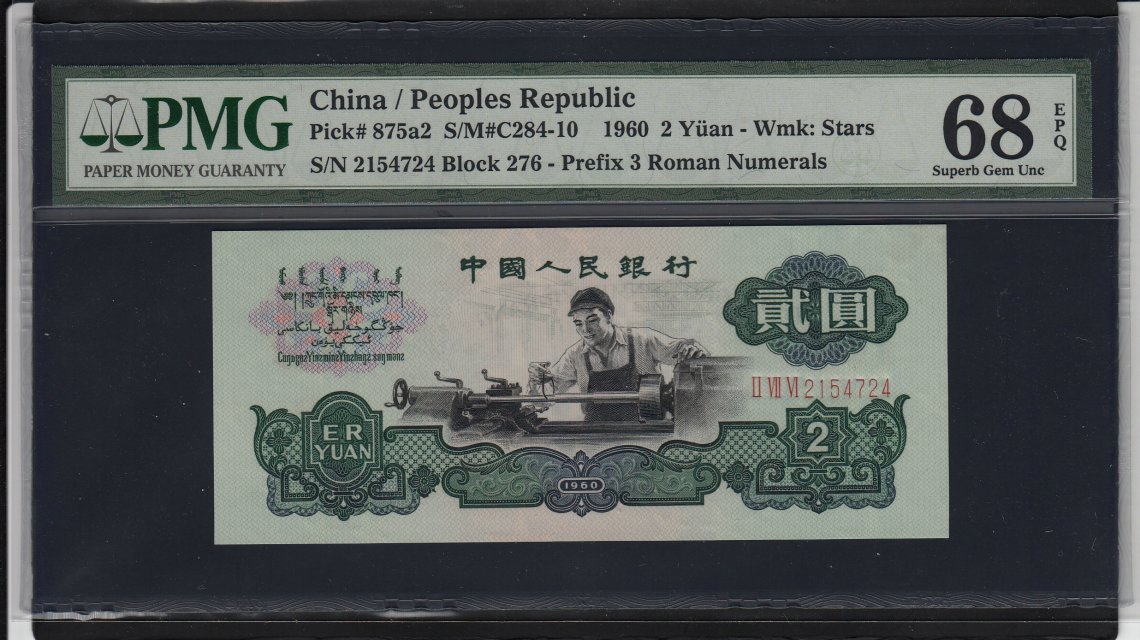 PMG
PAPER MONEY GUARANTY
China / Peoples Republic
Pick# 875a2 S/M#C284-10 1960 2 Yüan - Wmk: Stars
S/N 2154724 Block 276 - Prefix 3 Roman Numerals
68
EPQ
Superb Gem Unc
中國人民銀行
貳圓
II VII VI 2154724
ER
YUAN
2
1960